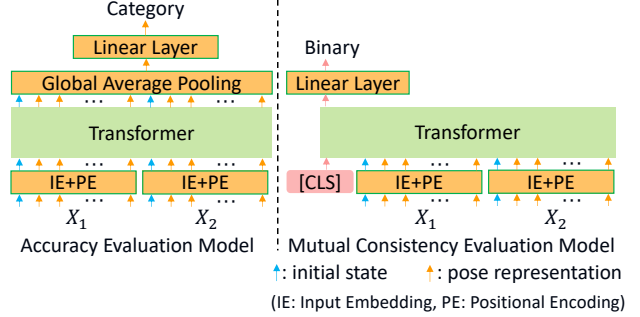 Category
Linear Layer
Global Average Pooling
... ...
Transformer
IE+PE IE+PE
... ...
X₁ X₂
Accuracy Evaluation Model
Binary
Linear Layer
Transformer
[CLS] IE+PE IE+PE
... ...
X₁ X₂
Mutual Consistency Evaluation Model
: initial state : pose representation
(IE: Input Embedding, PE: Positional Encoding)